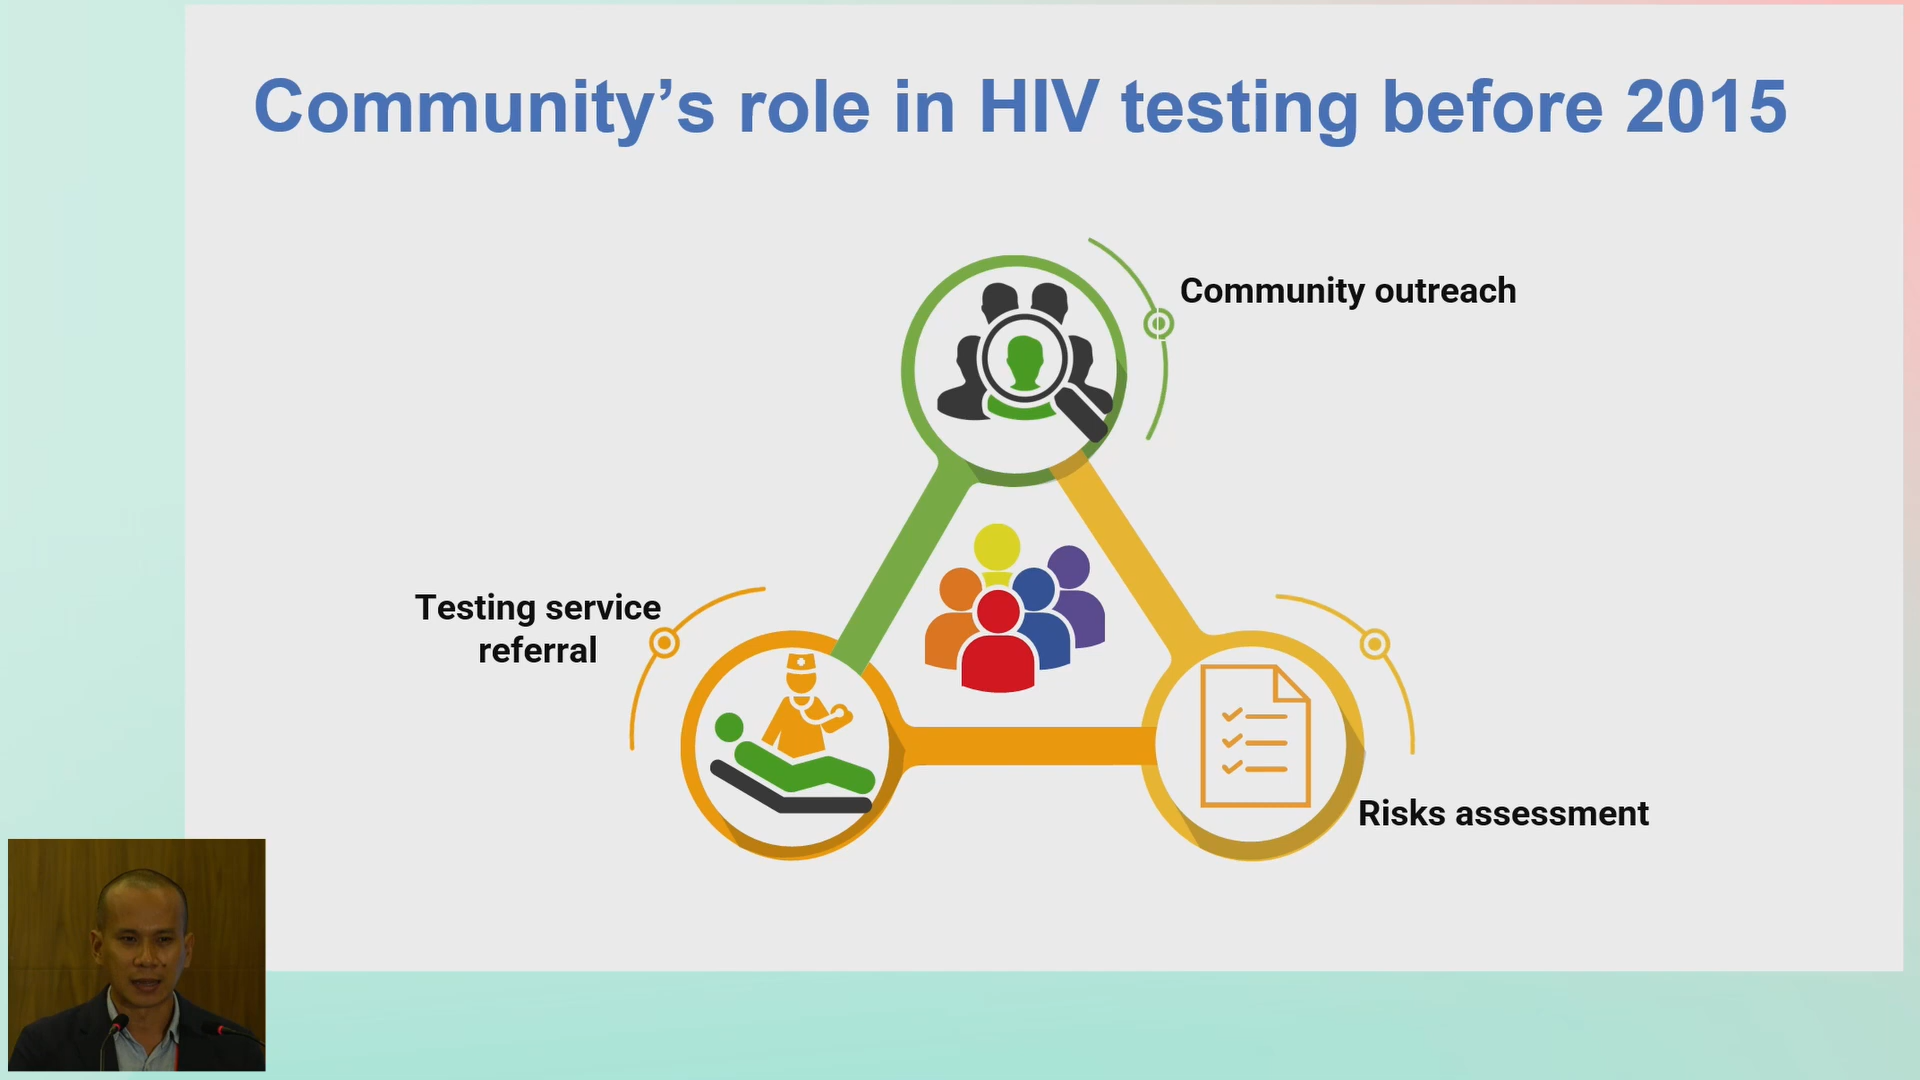 Community’s role in HIV testing before 2015
Community outreach
Testing service
referral
Risks assessment